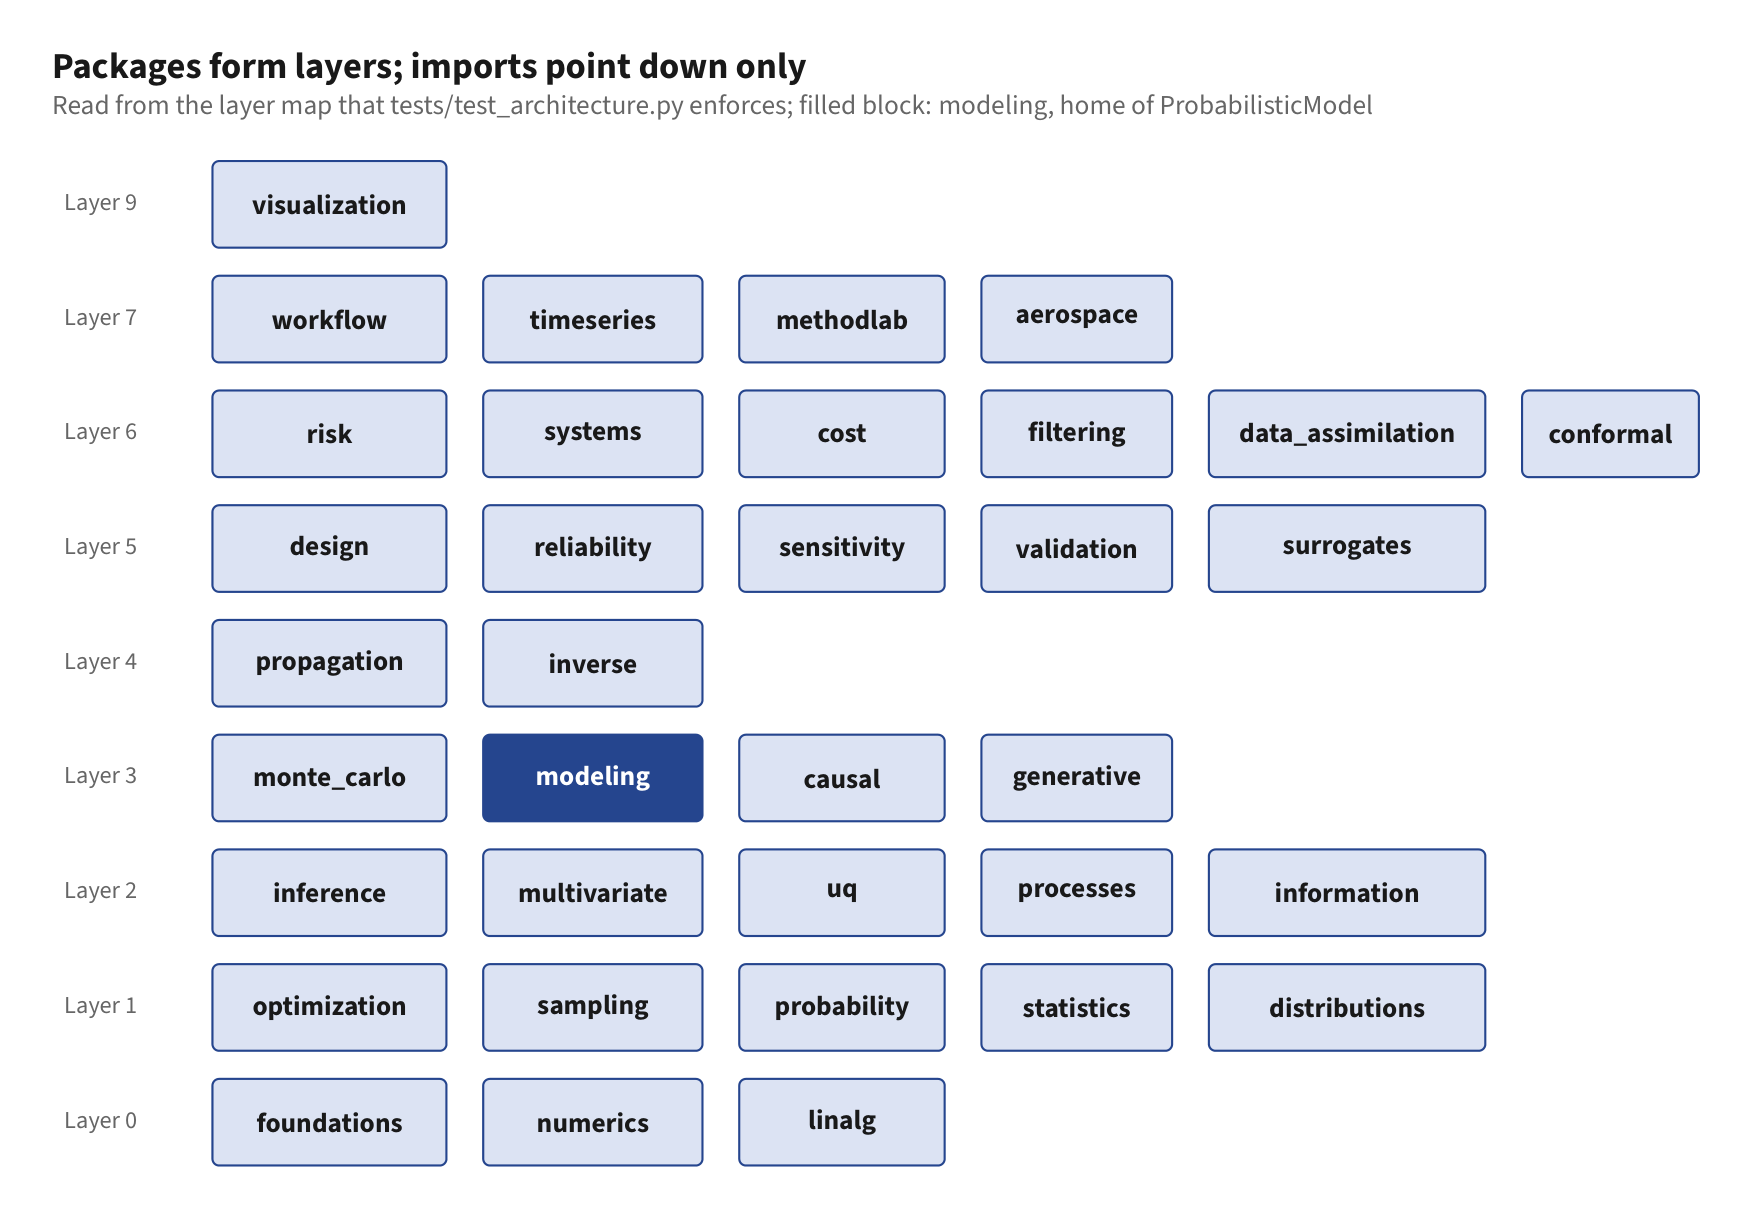 Packages form layers; imports point down only
Read from the layer map that tests/test_architecture.py enforces; filled block: modeling, home of ProbabilisticModel
Layer 9 visualization
Layer 7 workflow timeseries methodlab aerospace
Layer 6 risk systems cost filtering data_assimilation conformal
Layer 5 design reliability sensitivity validation surrogates
Layer 4 propagation inverse
Layer 3 monte_carlo modeling causal generative
Layer 2 inference multivariate uq processes information
Layer 1 optimization sampling probability statistics distributions
Layer 0 foundations numerics linalg